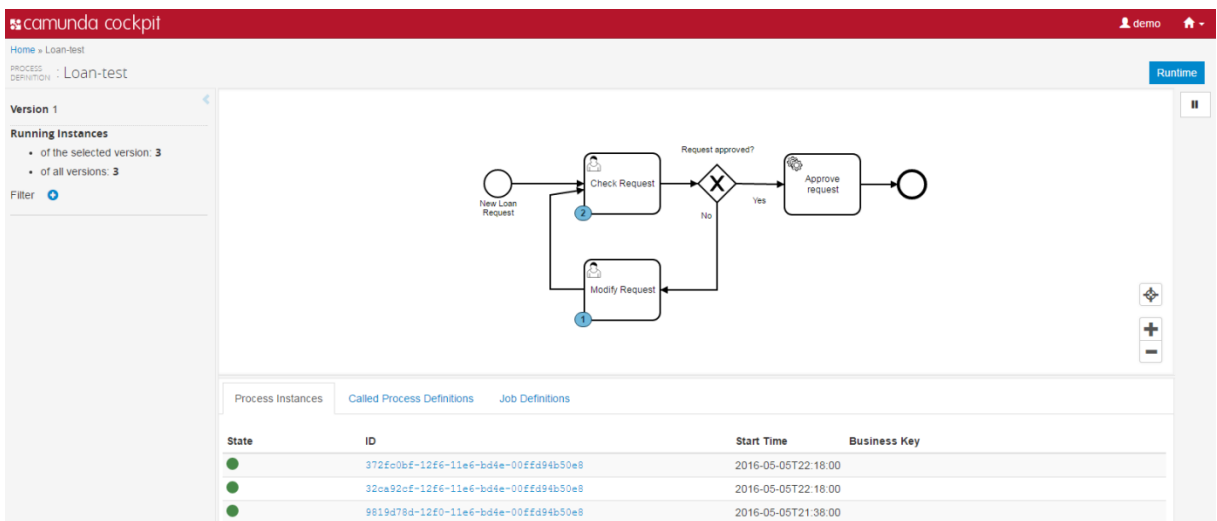 camunda cockpit
demo
Home » Loan-test
PROCESS DEFINITION : Loan-test
Runtime
Version 1
Running Instances
of the selected version: 3
of all versions: 3
Filter
Request approved?
Check Request
Approve request
New Loan Request
2
Yes
No
Modify Request
1
Process Instances Called Process Definitions Job Definitions
State ID Start Time Business Key
372fc0bf-12f6-11e6-bd4e-00ffd94b50e8 2016-05-05T22:18:00
32ca92cf-12f6-11e6-bd4e-00ffd94b50e8 2016-05-05T22:18:00
9819d78d-12f0-11e6-bd4e-00ffd94b50e8 2016-05-05T21:38:00